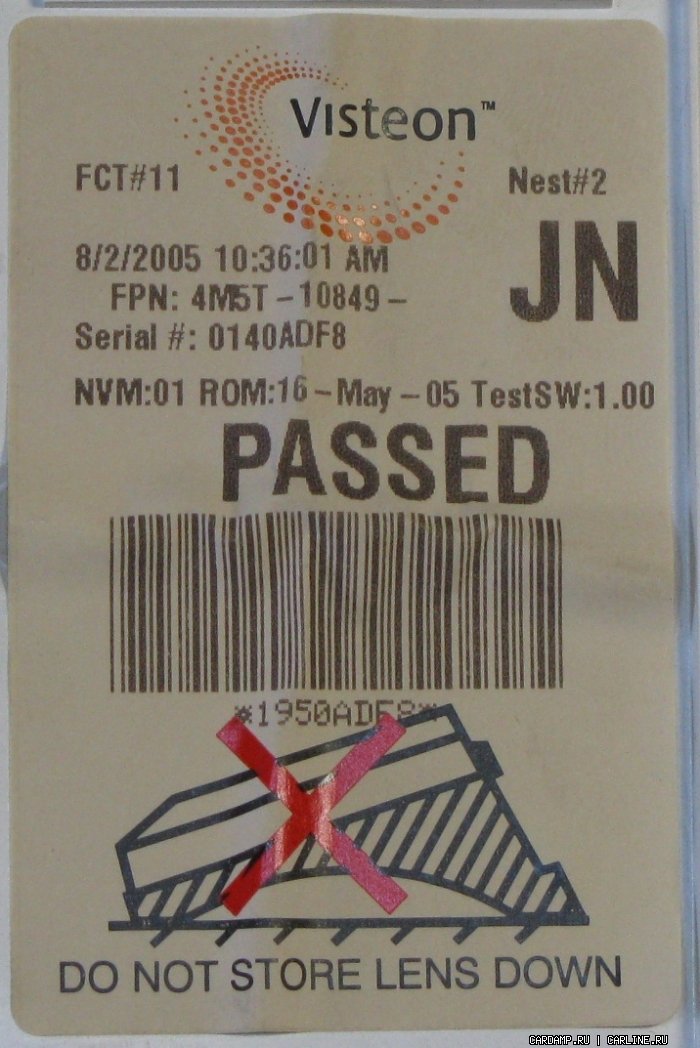 Visteon™
FCT#11 Nest#2
JN
8/2/2005 10:36:01 AM
FPN: 4M5T-10849-
Serial #: 0140ADF8
NVM:01 ROM:16-May-05 TestSW:1.00
PASSED
*1950ADF8*
DO NOT STORE LENS DOWN
CARDAMP.RU | CARLINE.RU